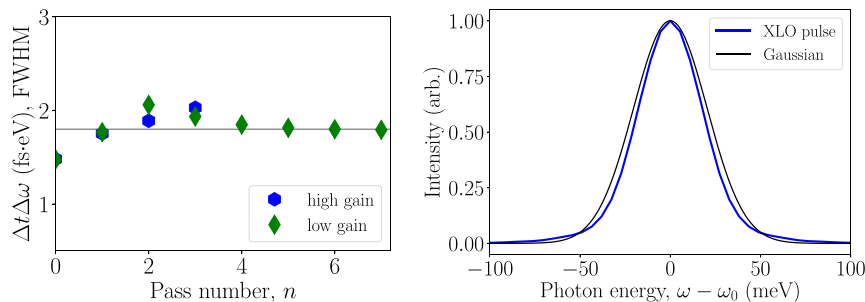 3
2
1
0
2
4
6
ΔtΔω (fs·eV), FWHM
Pass number, n
high gain
low gain
1.00
0.75
0.50
0.25
0.00
−100
−50
0
50
100
Intensity (arb.)
Photon energy, ω − ω₀ (meV)
XLO pulse
Gaussian